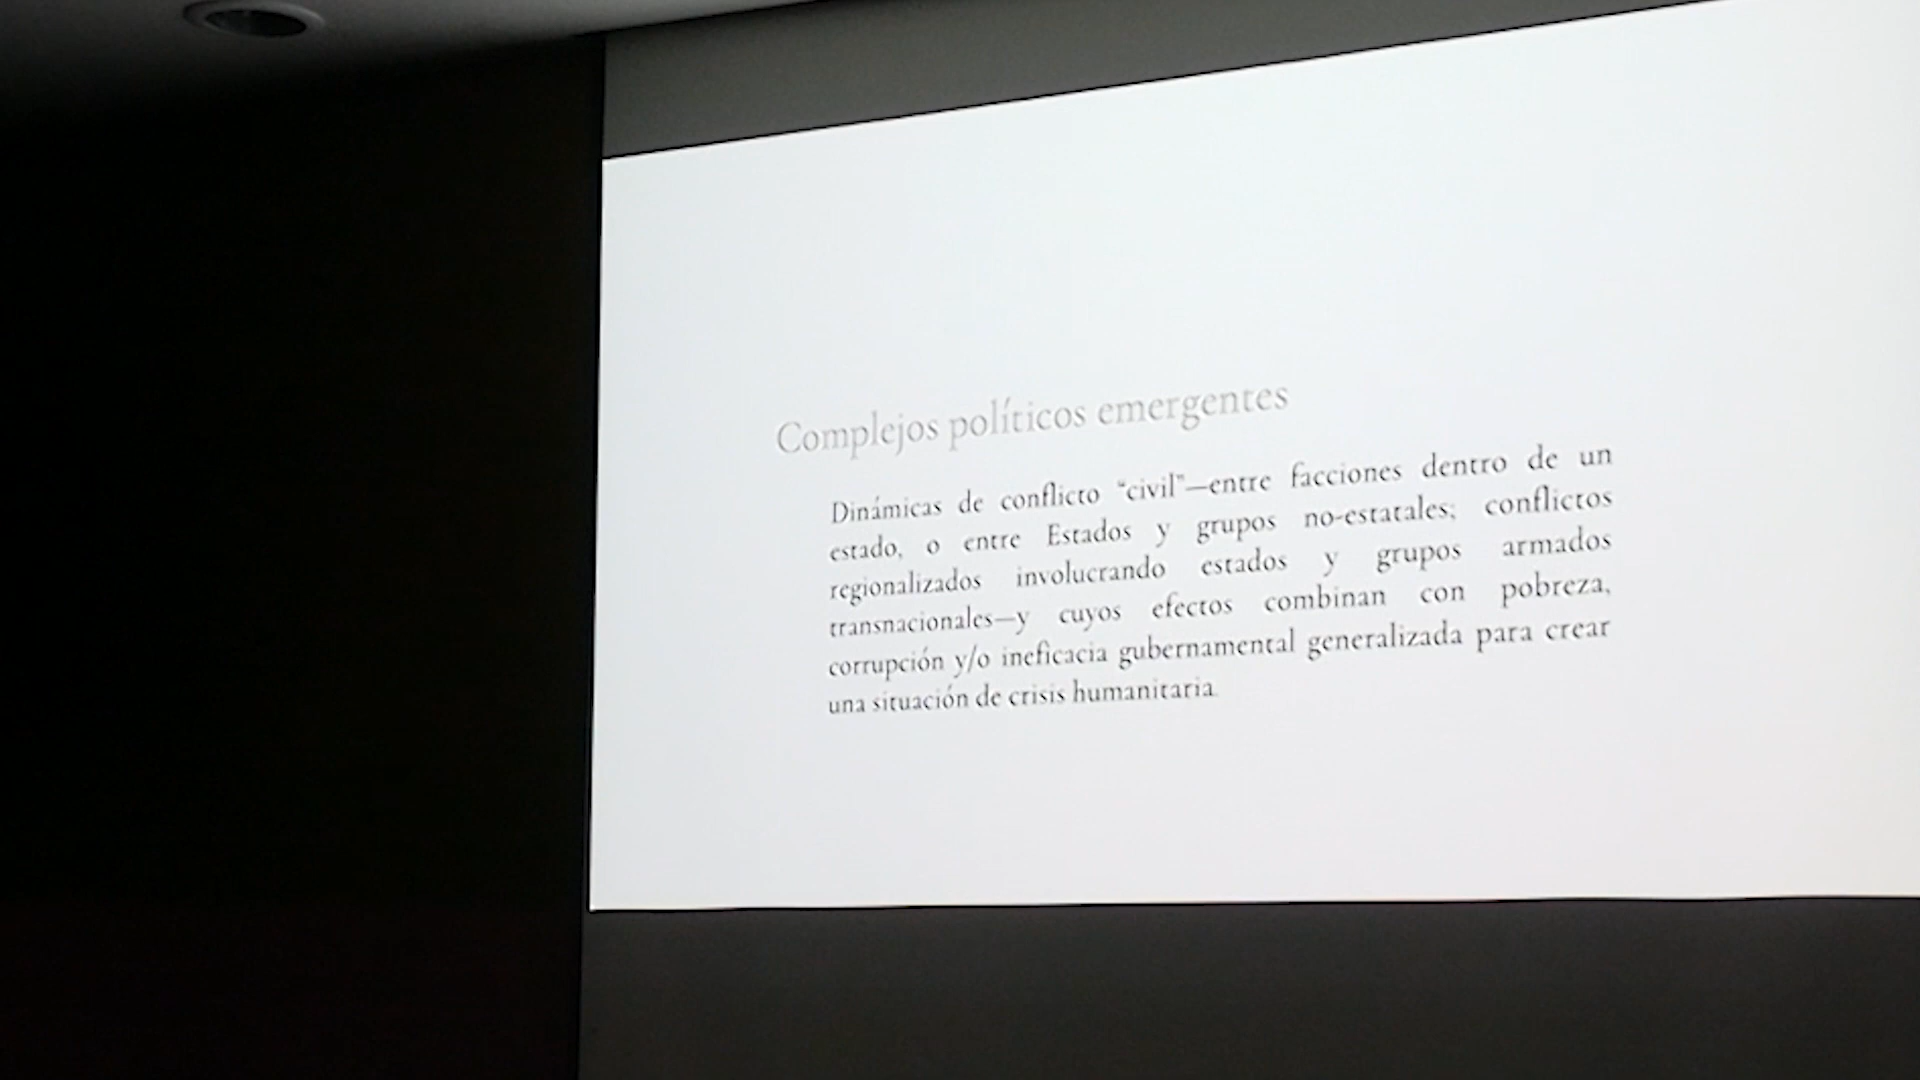 Complejos políticos emergentes
Dinámicas de conflicto “civil”—entre facciones dentro de un
estado, o entre Estados y grupos no-estatales; conflictos
regionalizados involucrando estados y grupos armados
transnacionales—y cuyos efectos combinan con pobreza,
corrupción y/o ineficacia gubernamental generalizada para crear
una situación de crisis humanitaria.